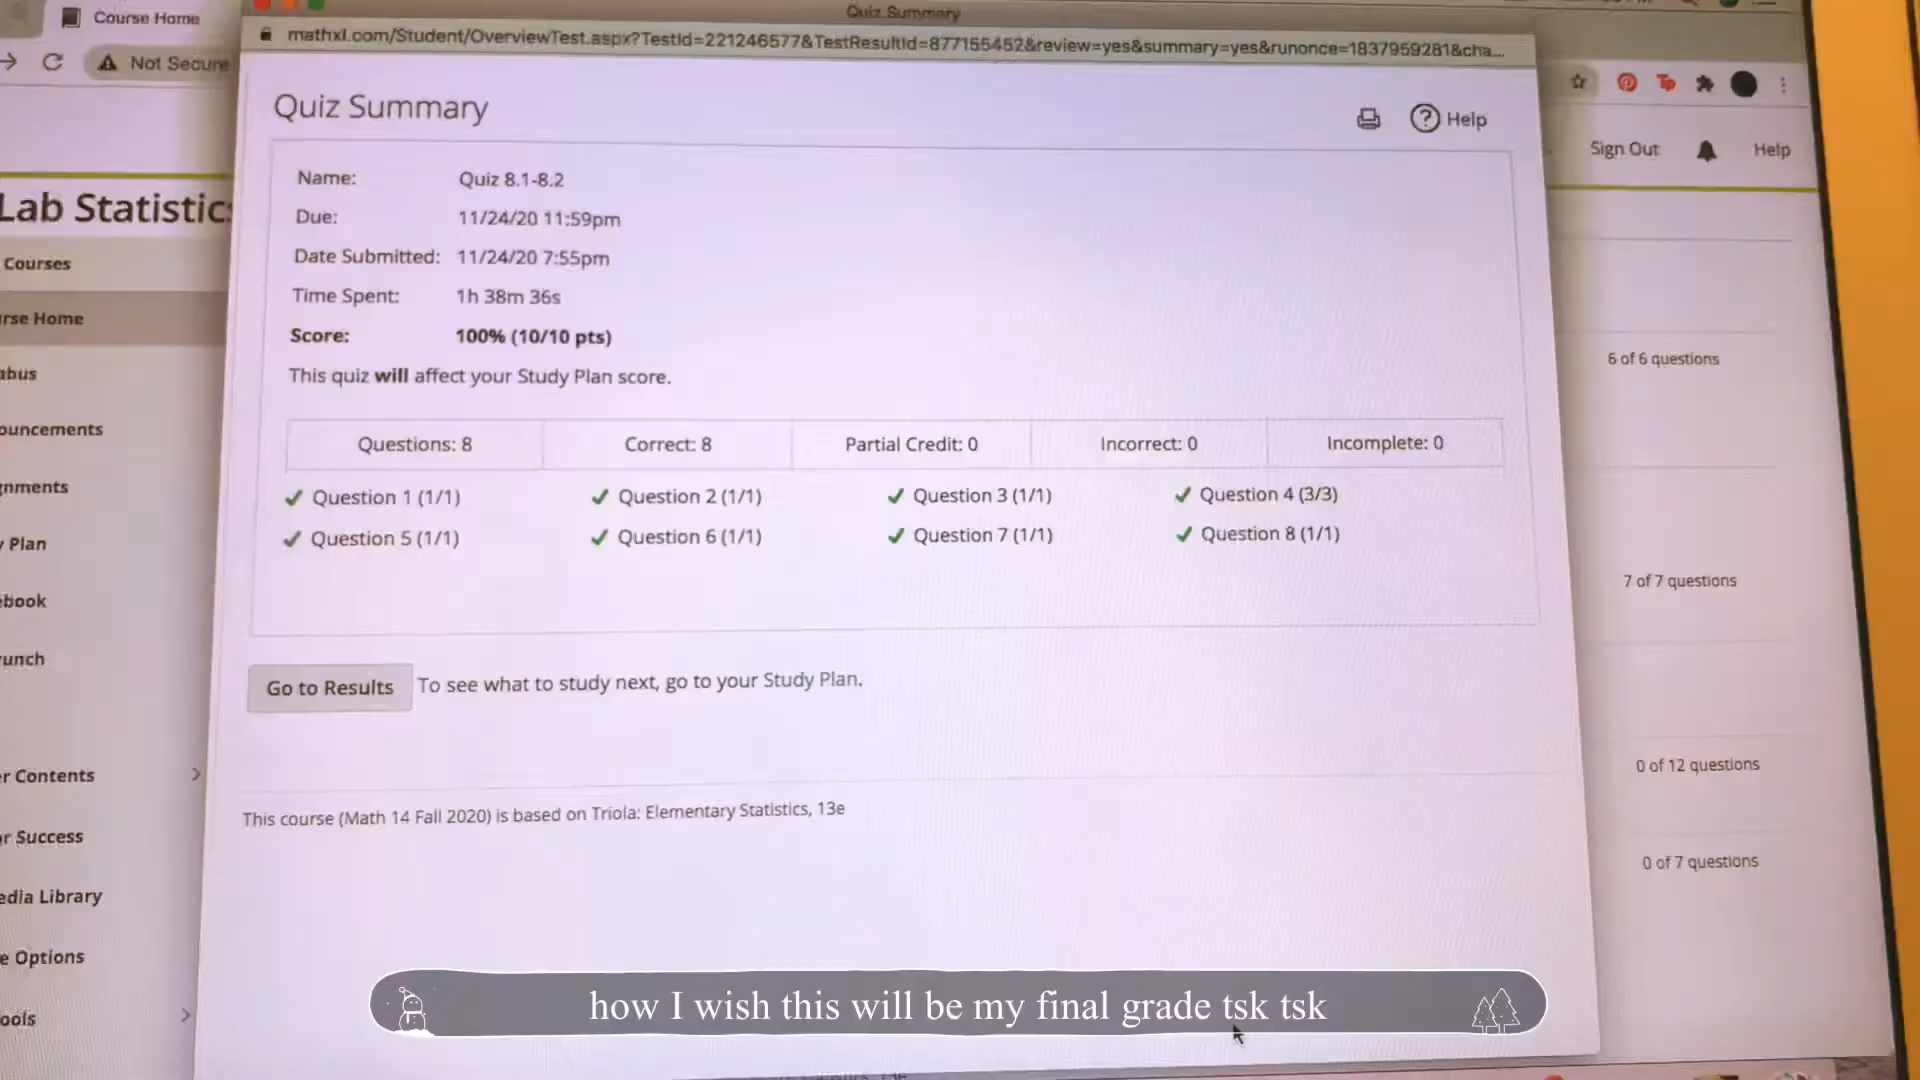 Course Home
Quiz Summary
Not Secure
mathxl.com/Student/OverviewTest.aspx?TestId=221246577&TestResultId=877155452&review=yes&summary=yes&runonce=1837959281&cha...
Quiz Summary
Help
Sign Out
Help
Name: Quiz 8.1-8.2
Due: 11/24/20 11:59pm
Date Submitted: 11/24/20 7:55pm
Time Spent: 1h 38m 36s
Score: 100% (10/10 pts)
This quiz will affect your Study Plan score.
Questions: 8 Correct: 8 Partial Credit: 0 Incorrect: 0 Incomplete: 0
Question 1 (1/1) Question 2 (1/1) Question 3 (1/1) Question 4 (3/3)
Question 5 (1/1) Question 6 (1/1) Question 7 (1/1) Question 8 (1/1)
Go to Results To see what to study next, go to your Study Plan.
This course (Math 14 Fall 2020) is based on Triola: Elementary Statistics, 13e
Lab Statistics
Courses
rse Home
abus
ouncements
gnments
y Plan
ebook
runch
r Contents
or Success
edia Library
e Options
ools
6 of 6 questions
7 of 7 questions
0 of 12 questions
0 of 7 questions
how I wish this will be my final grade tsk tsk